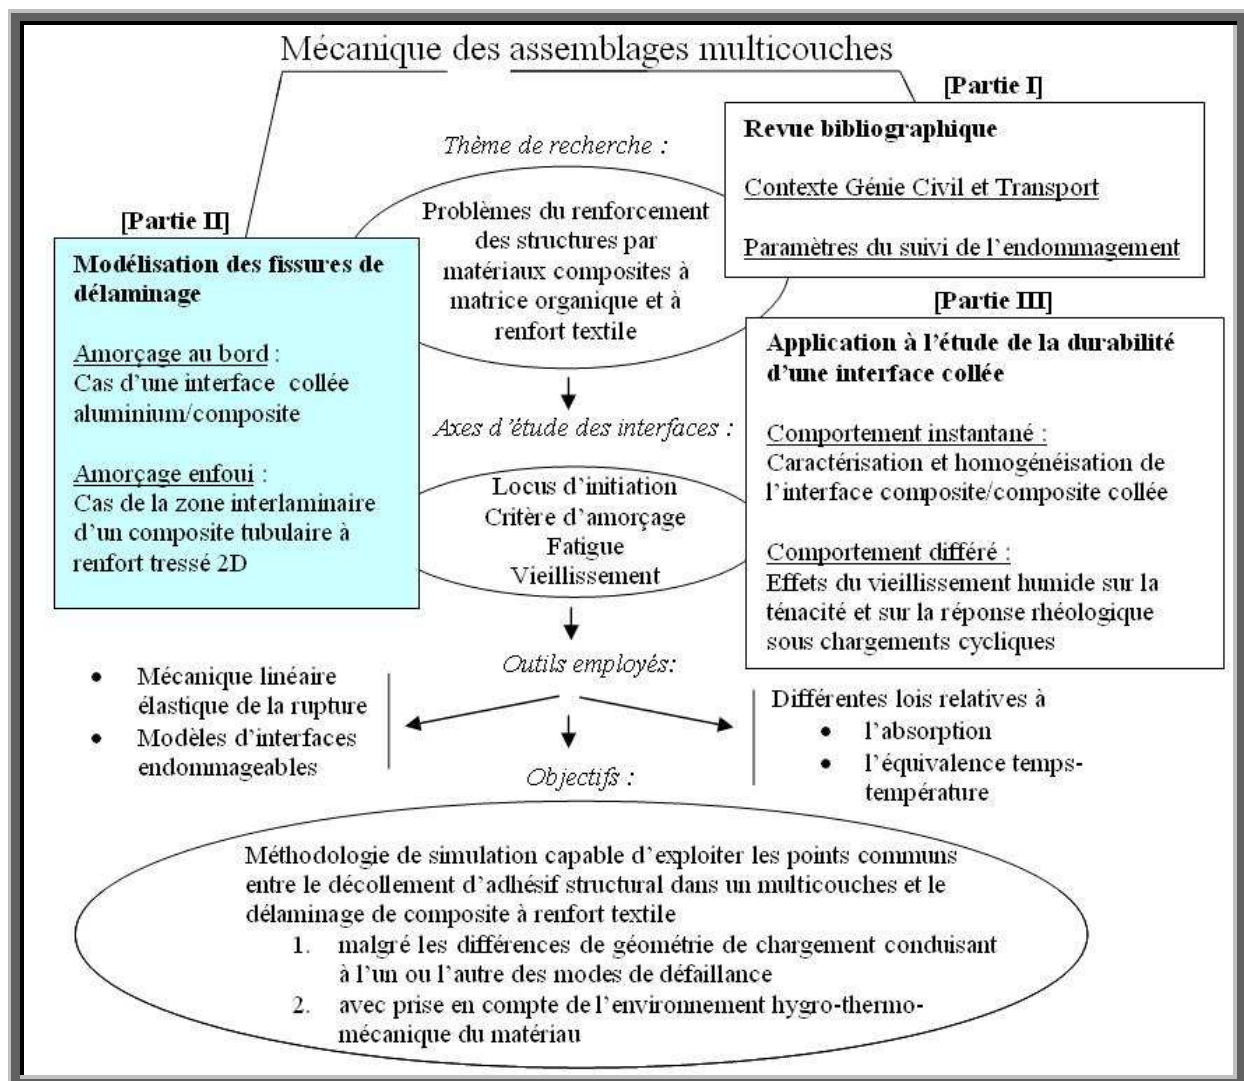 Mécanique des assemblages multicouches
[Partie I]
Revue bibliographique
Contexte Génie Civil et Transport
Paramètres du suivi de l'endommagement
Thème de recherche :
Problèmes du renforcement
des structures par
matériaux composites à
matrice organique et à
renfort textile
[Partie II]
Modélisation des fissures de
délaminage
Amorçage au bord :
Cas d'une interface collée
aluminium/composite
Amorçage enfoui :
Cas de la zone interlaminaire
d'un composite tubulaire à
renfort tressé 2D
[Partie III]
Application à l'étude de la durabilité
d'une interface collée
Comportement instantané :
Caractérisation et homogénéisation de
l'interface composite/composite collée
Comportement différé :
Effets du vieillissement humide sur la
ténacité et sur la réponse rhéologique
sous chargements cycliques
Axes d'étude des interfaces :
Locus d'initiation
Critère d'amorçage
Fatigue
Vieillissement
Outils employés:
• Mécanique linéaire
élastique de la rupture
• Modèles d'interfaces
endommageables
Différentes lois relatives à
• l'absorption
• l'équivalence temps-
température
Objectifs :
Méthodologie de simulation capable d'exploiter les points communs
entre le décollement d'adhésif structural dans un multicouches et le
délaminage de composite à renfort textile
1. malgré les différences de géométrie de chargement conduisant
à l'un ou l'autre des modes de défaillance
2. avec prise en compte de l'environnement hygro-thermo-
mécanique du matériau